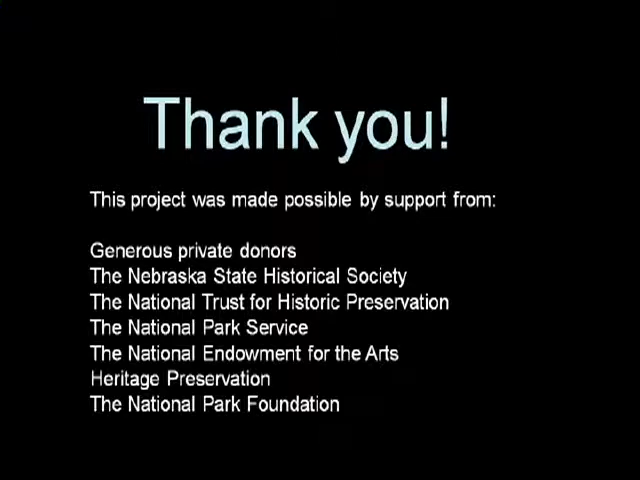 Thank you!
This project was made possible by support from:
Generous private donors
The Nebraska State Historical Society
The National Trust for Historic Preservation
The National Park Service
The National Endowment for the Arts
Heritage Preservation
The National Park Foundation